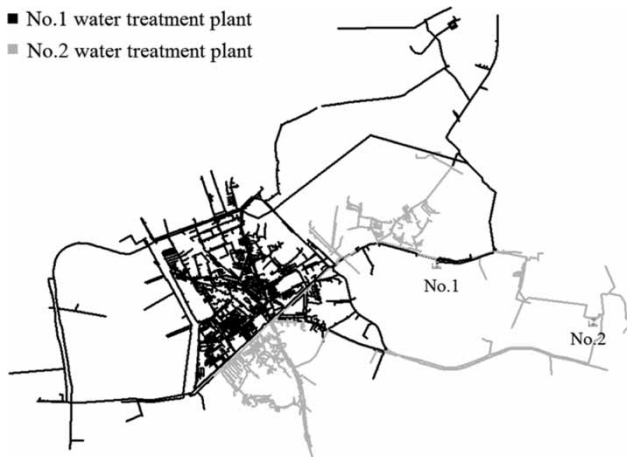 No.1 water treatment plant
No.2 water treatment plant
No.1
No.2